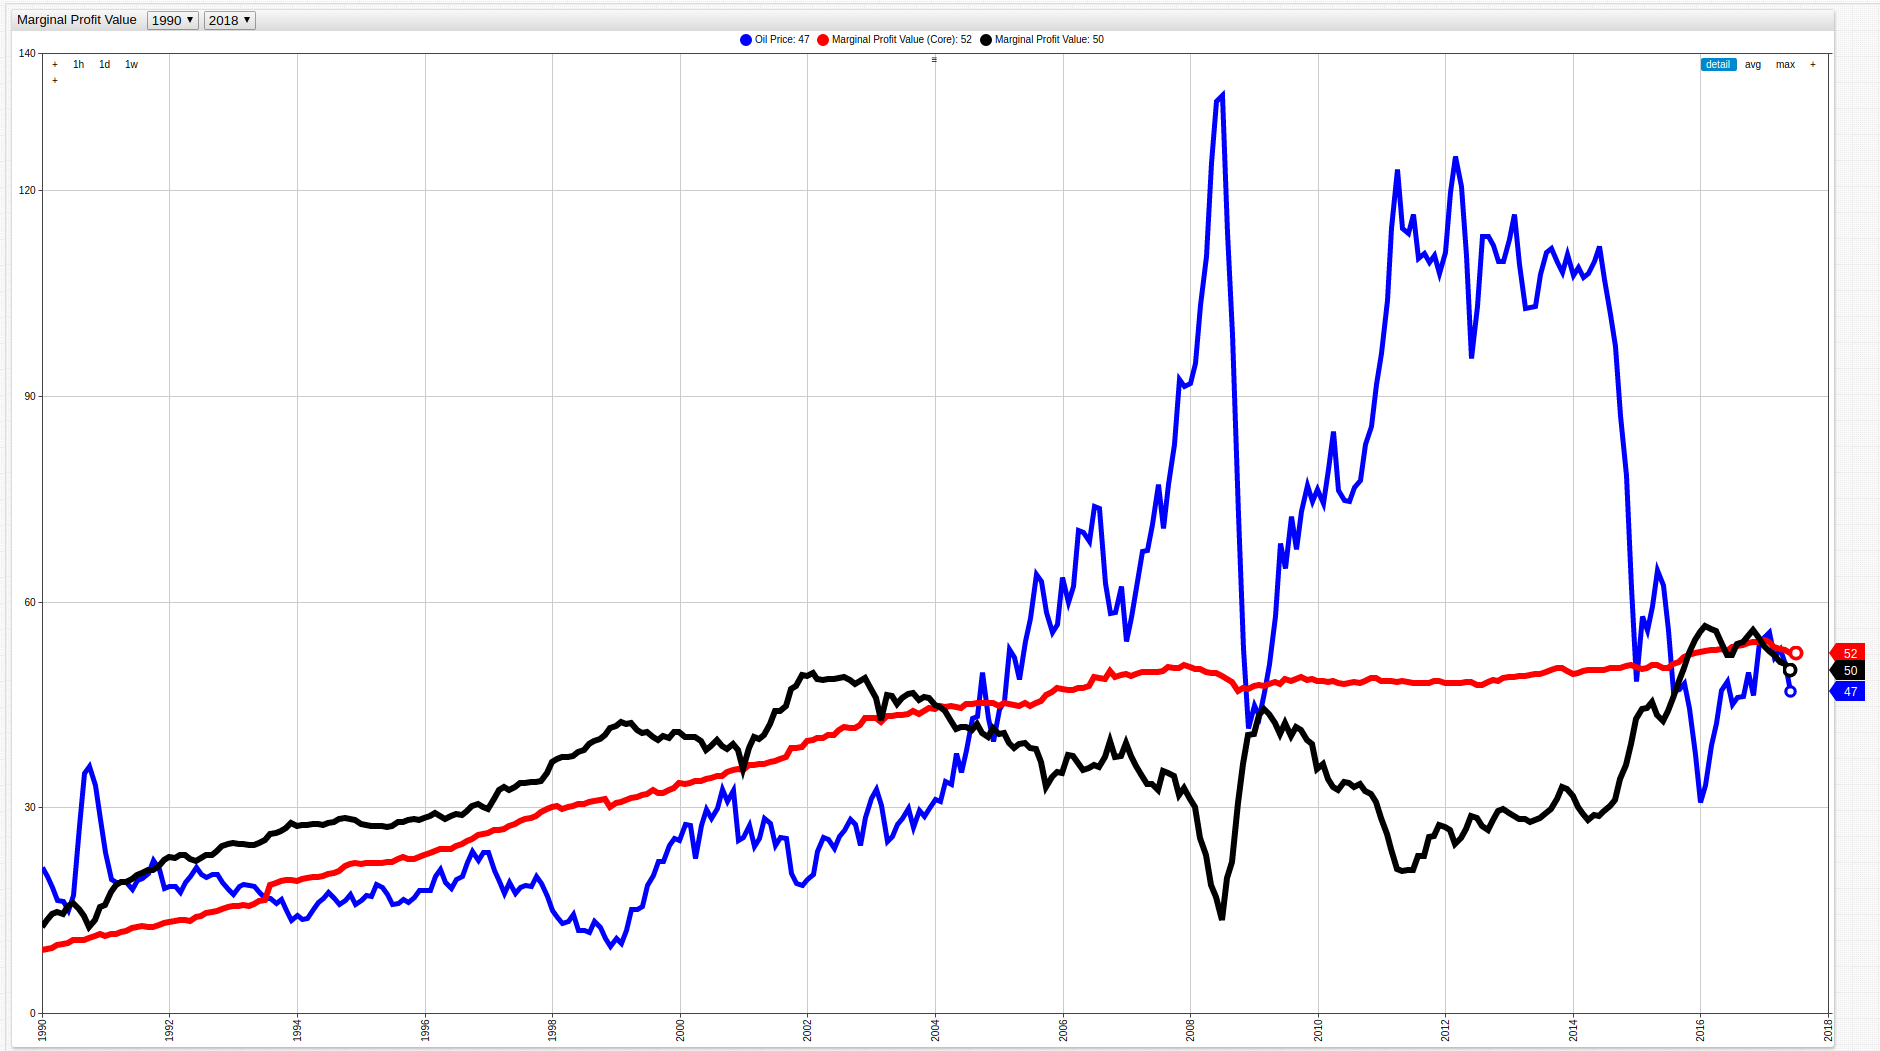 Marginal Profit Value 1990 ▼ 2018 ▼
Oil Price: 47 Marginal Profit Value (Core): 52 Marginal Profit Value: 50
140
+ 1h 1d 1w
+
detail avg max +
120
90
60
52
50
47
30
0
1990 1992 1994 1996 1998 2000 2002 2004 2006 2008 2010 2012 2014 2016 2018